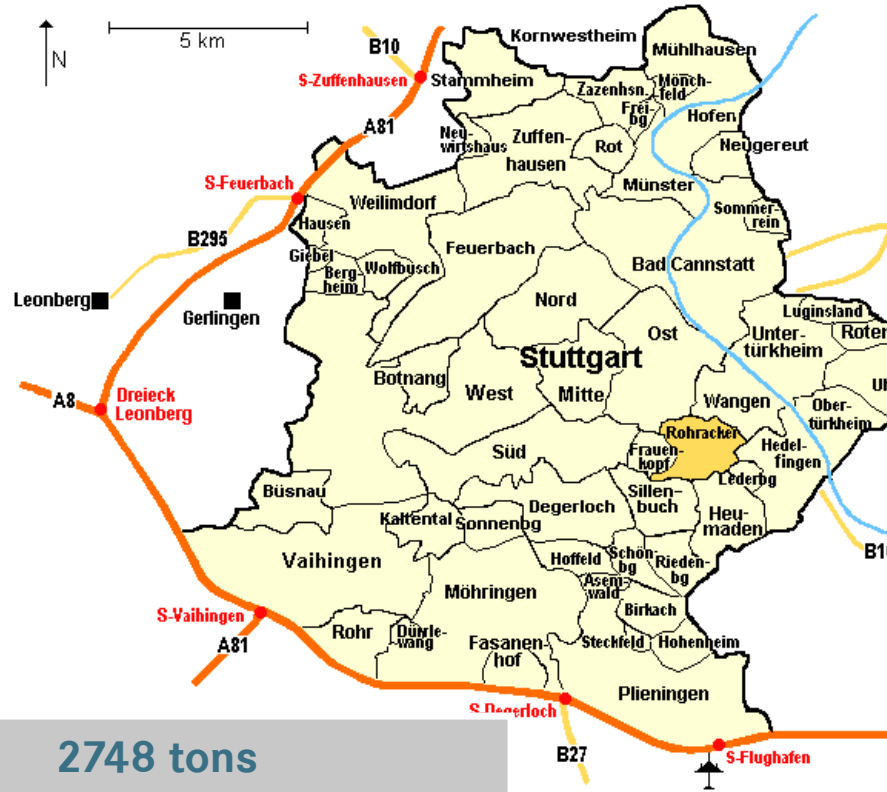 Kornwestheim
5 km
B10
N
Mühlhausen
S-Zuffenhausen
Stammheim
Zazenhsn.
Mönch-
feld
Frei-
bg
Hofen
A81
Neu-
wirtshaus
Zuffen-
hausen
Rot
Neugereut
Münster
S-Feuerbach
Weilimdorf
Sommer-
rein
Hausen
B295
Feuerbach
Giebel
Berg-
heim
Wolfbusch
Bad Cannstatt
Leonberg
Gerlingen
Nord
Luginsland
Ost
Unter-
türkheim
Roten
Stuttgart
Botnang
West
Mitte
A8
Dreieck
Leonberg
Wangen
Ober-
türkheim
Rohracker
Süd
Frauen-
kopf
Hedel-
fingen
Lederbg
Büsnau
Sillen-
buch
Degerloch
Kaltental
Sonnenbg
Heu-
maden
Vaihingen
Hoffeld
Schön-
bg
Rieden-
bg
Möhringen
Asem-
wald
Birkach
S-Vaihingen
Rohr
Dürrle-
wang
Fasanen-
hof
Steckfeld
Hohenheim
A81
Plieningen
S-Degerloch
2748 tons
B27
S-Flughafen